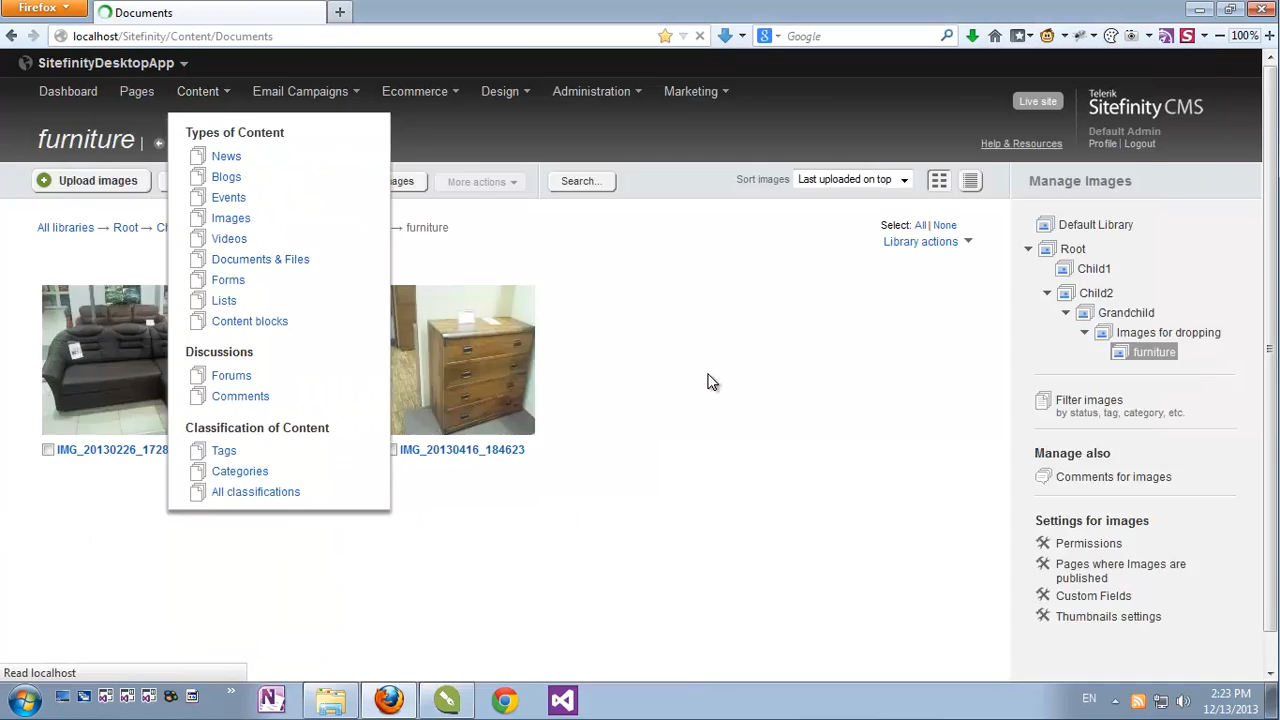 Firefox
Documents
localhost/Sitefinity/Content/Documents
Google
100%
SitefinityDesktopApp
Dashboard
Pages
Content
Email Campaigns
Ecommerce
Design
Administration
Marketing
Live site
Telerik
Sitefinity CMS
Default Admin
Profile | Logout
Help & Resources
furniture |
Types of Content
News
Blogs
Events
Images
Videos
Documents & Files
Forms
Lists
Content blocks
Discussions
Forums
Comments
Classification of Content
Tags
Categories
All classifications
Upload images
More actions
Search...
Sort images
Last uploaded on top
Manage Images
All libraries → Root →
→ furniture
Select: All | None
Library actions
IMG_20130226_1728
IMG_20130416_184623
Default Library
Root
Child1
Child2
Grandchild
Images for dropping
furniture
Filter images
by status, tag, category, etc.
Manage also
Comments for images
Settings for images
Permissions
Pages where Images are
published
Custom Fields
Thumbnails settings
Read localhost
EN
2:23 PM
12/13/2013